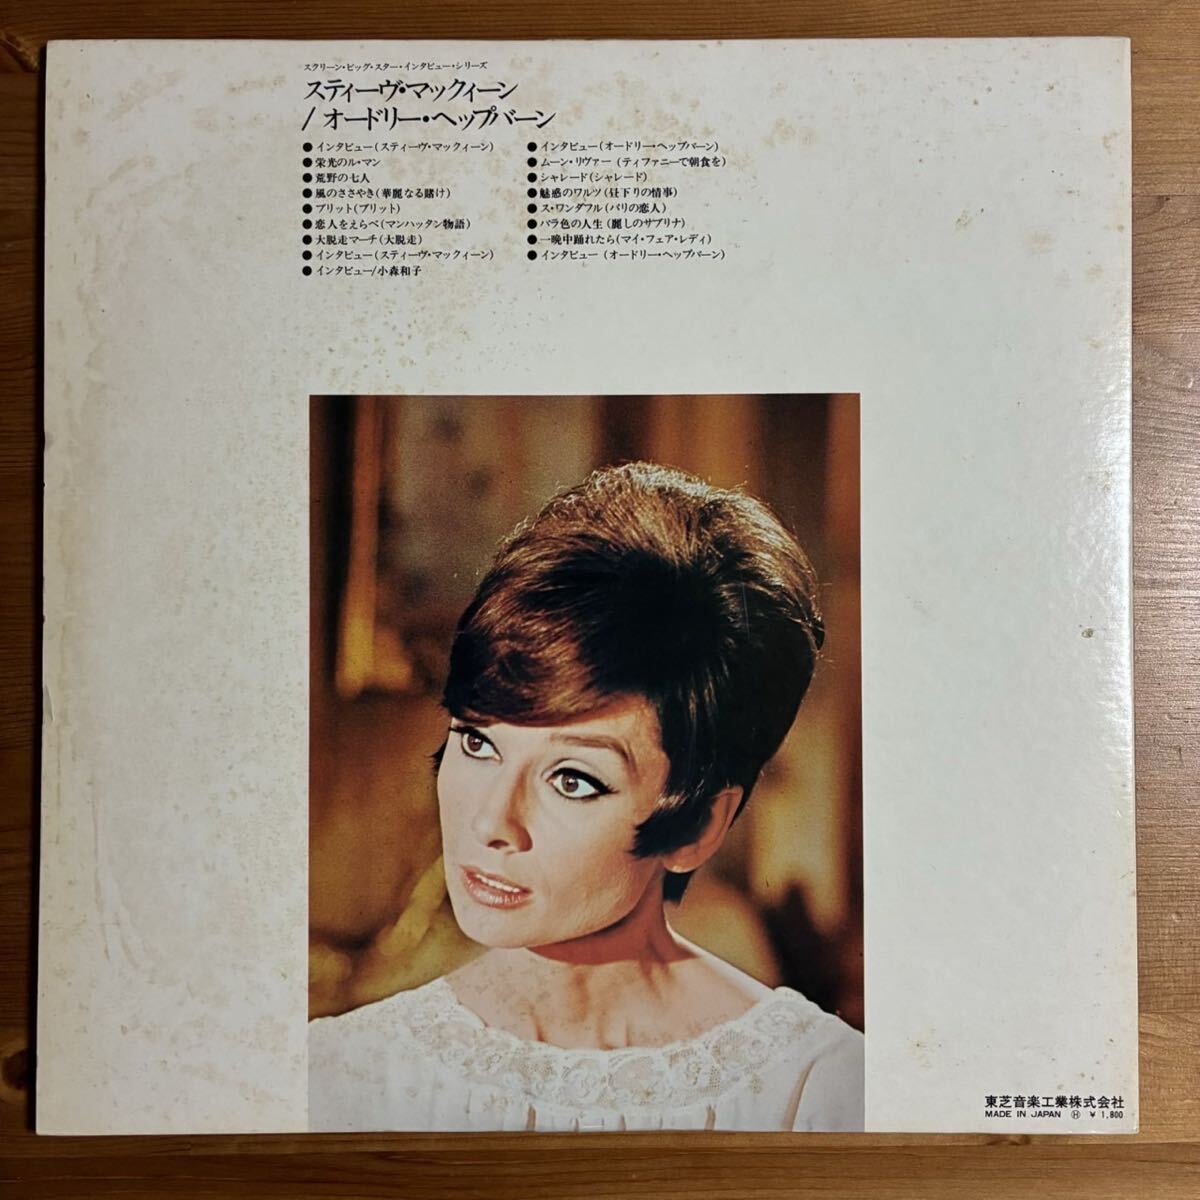 スクリーン・ビッグ・スター・インタビュー・シリーズ
スティーヴ・マックィーン
/オードリー・ヘップバーン
● インタビュー(スティーヴ・マックィーン)
● 栄光のル・マン
● 荒野の七人
● 風のささやき(華麗なる賭け)
● ブリット(ブリット)
● 恋人をえらべ(マンハッタン物語)
● 大脱走マーチ(大脱走)
● インタビュー(スティーヴ・マックィーン)
● インタビュー/小森和子
● インタビュー(オードリー・ヘップバーン)
● ムーン・リヴァー (ティファニーで朝食を)
● シャレード(シャレード)
● 魅惑のワルツ(昼下りの情事)
● ス・ワンダフル(パリの恋人)
● バラ色の人生(麗しのサブリナ)
● 一晩中踊れたら(マイ・フェア・レディ)
● インタビュー (オードリー・ヘップバーン)
東芝音楽工業株式会社
MADE IN JAPAN Ⓗ ¥ 1,800